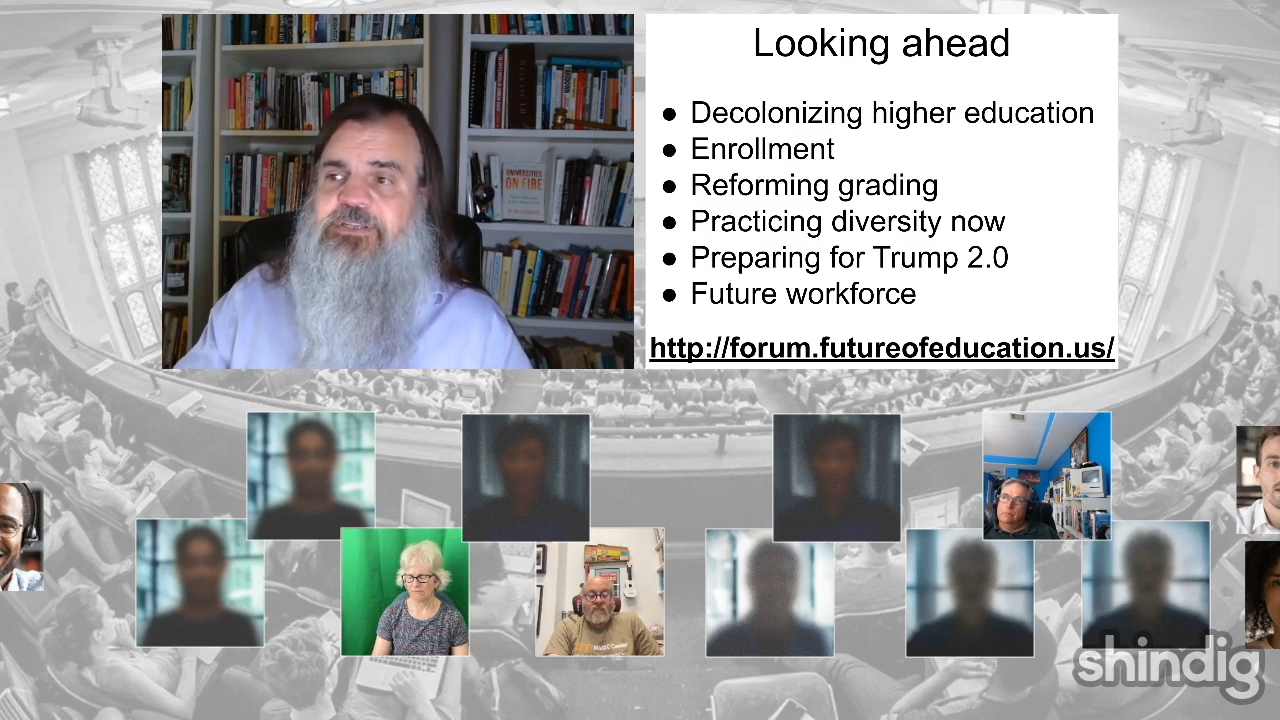 Looking ahead
● Decolonizing higher education
● Enrollment
● Reforming grading
● Practicing diversity now
● Preparing for Trump 2.0
● Future workforce
http://forum.futureofeducation.us/
UNIVERSITIES
ON FIRE
shindig